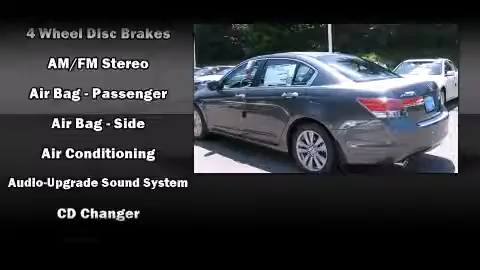 4 Wheel Disc Brakes
AM/FM Stereo
Air Bag - Passenger
Air Bag - Side
Air Conditioning
Audio-Upgrade Sound System
CD Changer